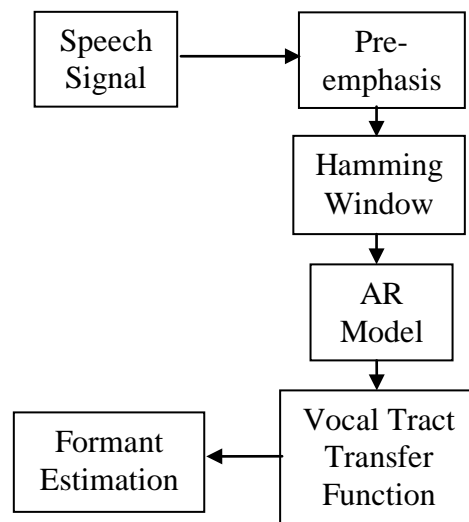 Speech
Signal
Pre-
emphasis
Hamming
Window
AR
Model
Vocal Tract
Transfer
Function
Formant
Estimation